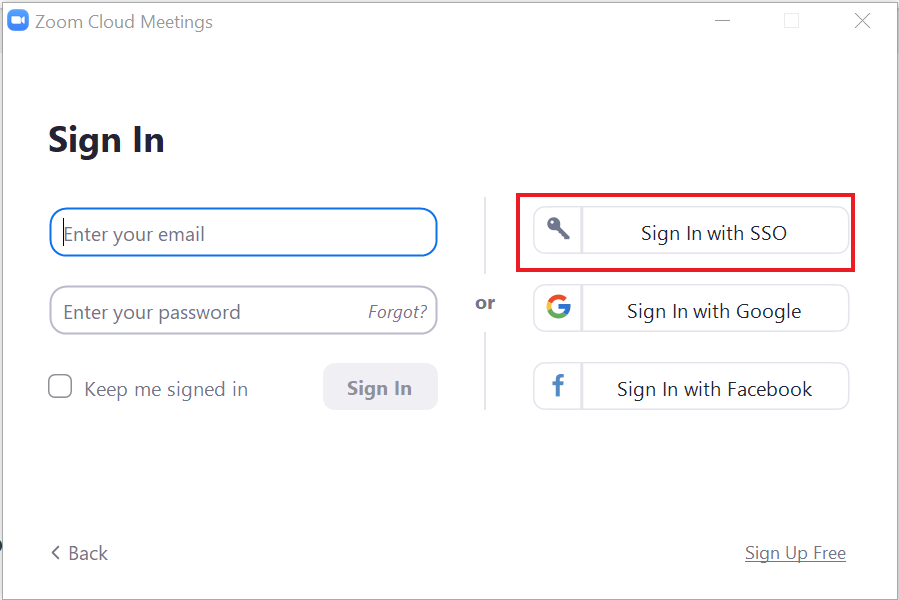 Zoom Cloud Meetings
Sign In
Enter your email
Enter your password Forgot?
Keep me signed in Sign In
or
Sign In with SSO
Sign In with Google
Sign In with Facebook
Back
Sign Up Free